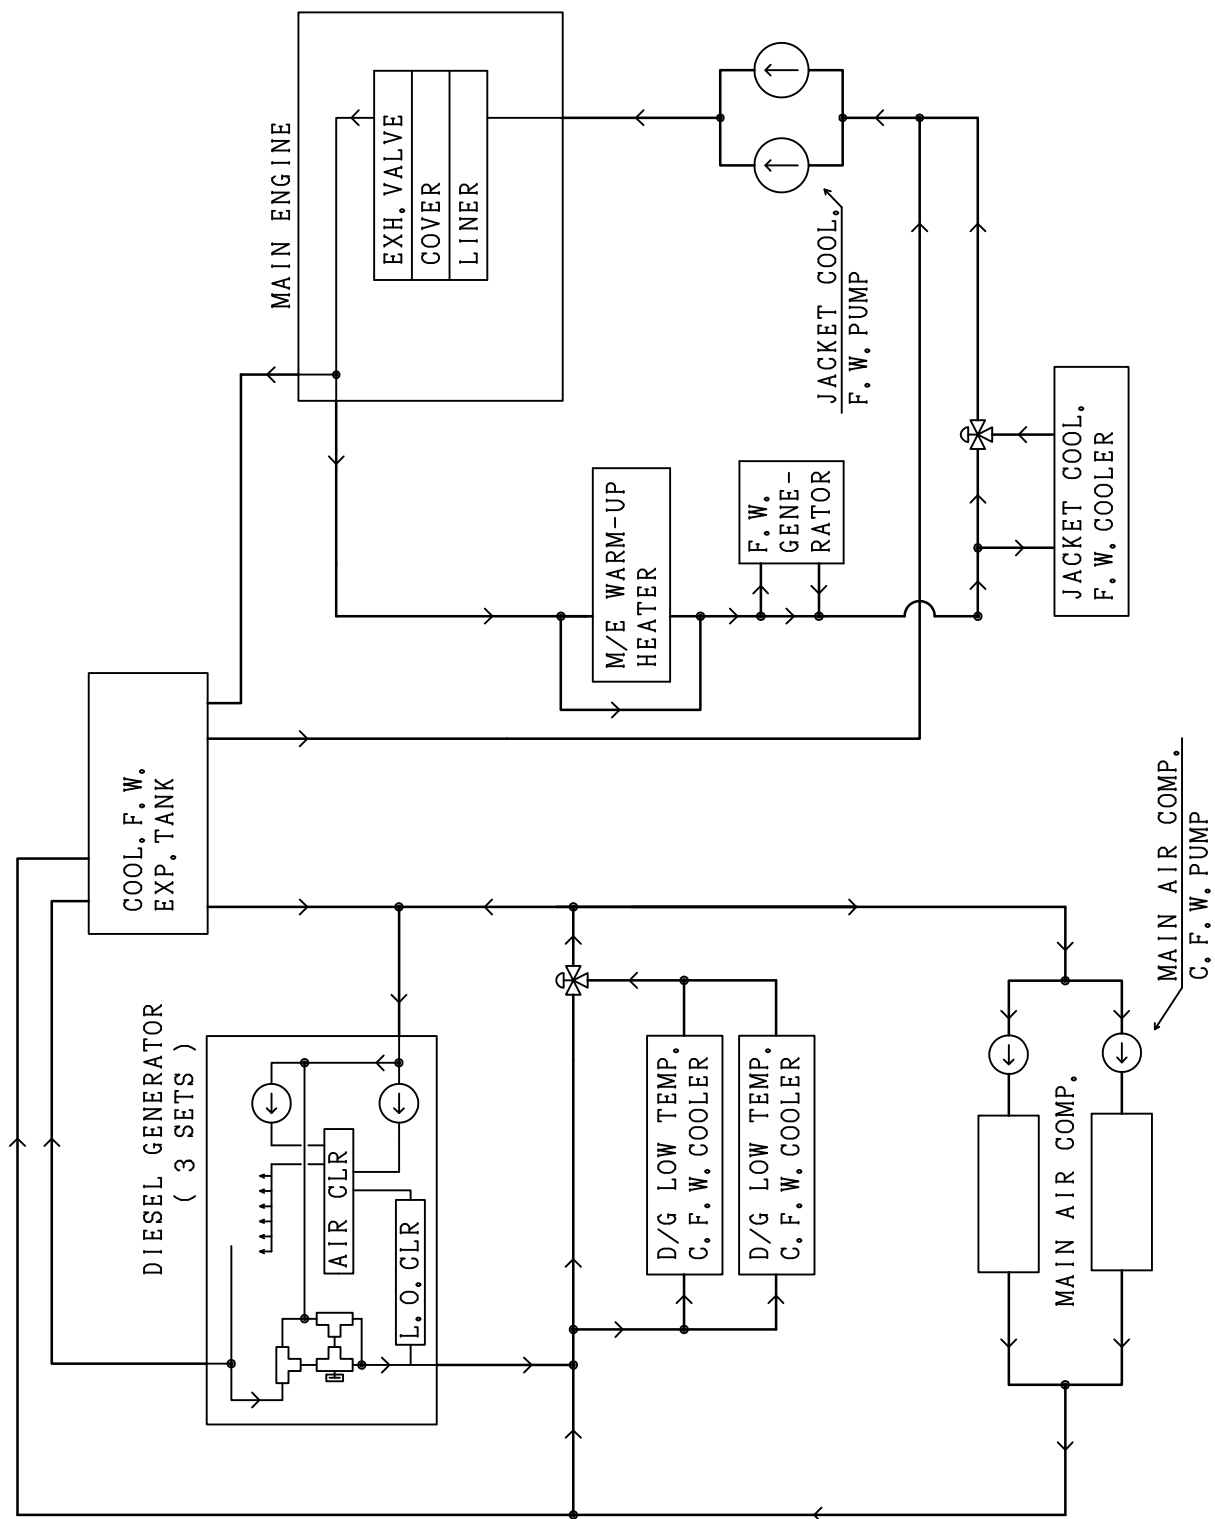 MAIN ENGINE
EXH. VALVE
COVER
LINER
JACKET COOL.
F. W. PUMP
M/E WARM-UP
HEATER
F. W.
GENE-
RATOR
JACKET COOL.
F. W. COOLER
COOL. F. W.
EXP. TANK
DIESEL GENERATOR
( 3 SETS )
AIR CLR
L. O. CLR
D/G LOW TEMP.
C. F. W. COOLER
D/G LOW TEMP.
C. F. W. COOLER
MAIN AIR COMP.
MAIN AIR COMP.
C. F. W. PUMP